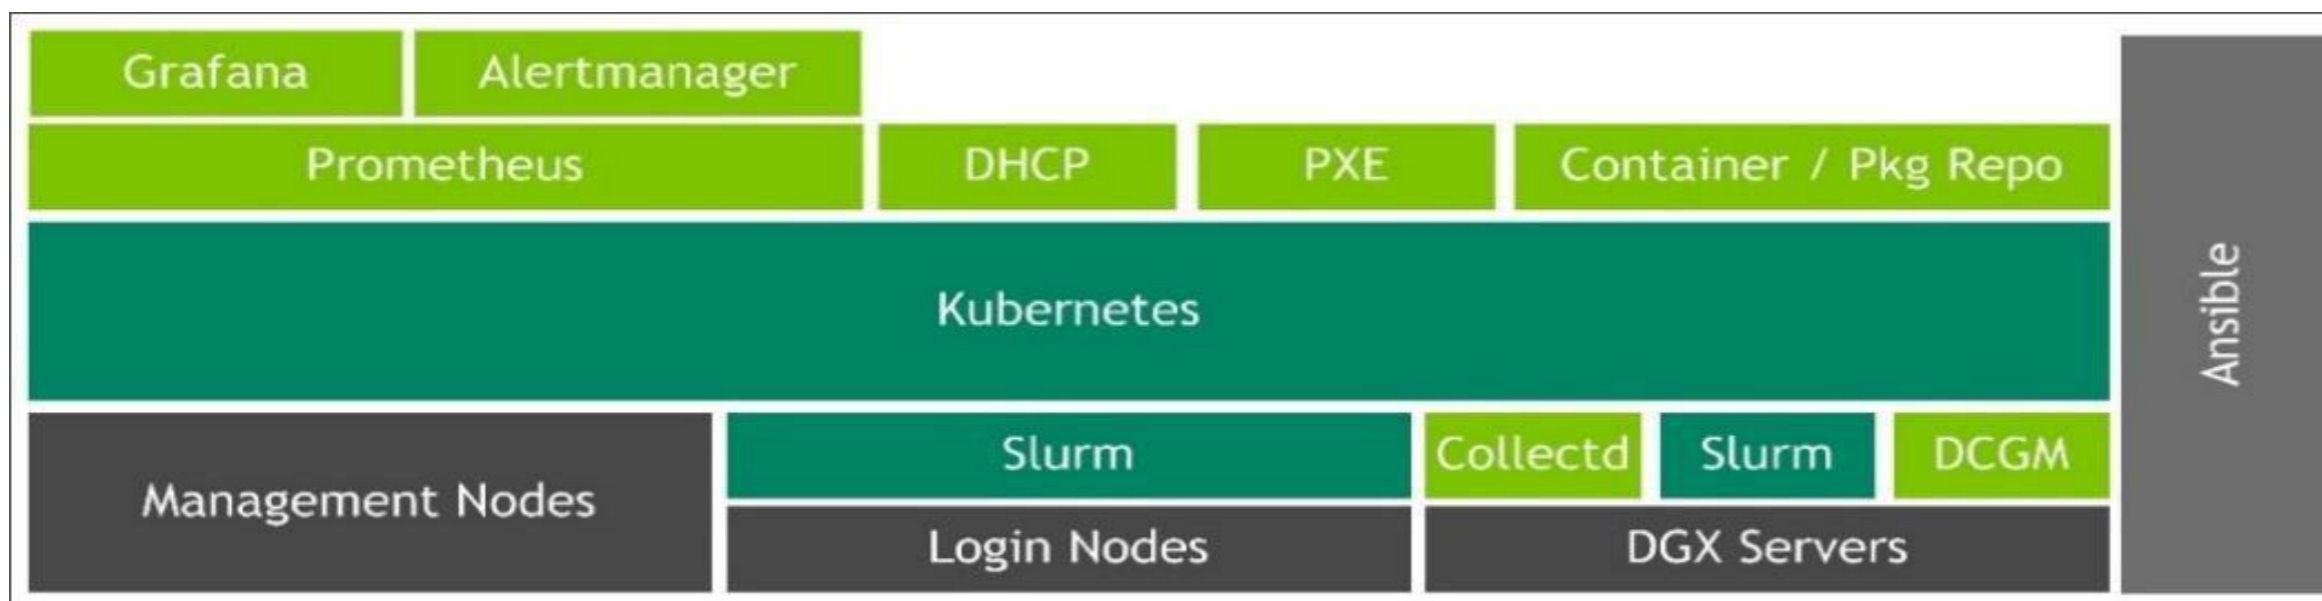 Grafana
Alertmanager
Prometheus
DHCP
PXE
Container / Pkg Repo
Kubernetes
Ansible
Management Nodes
Slurm
Collectd
Slurm
DCGM
Login Nodes
DGX Servers